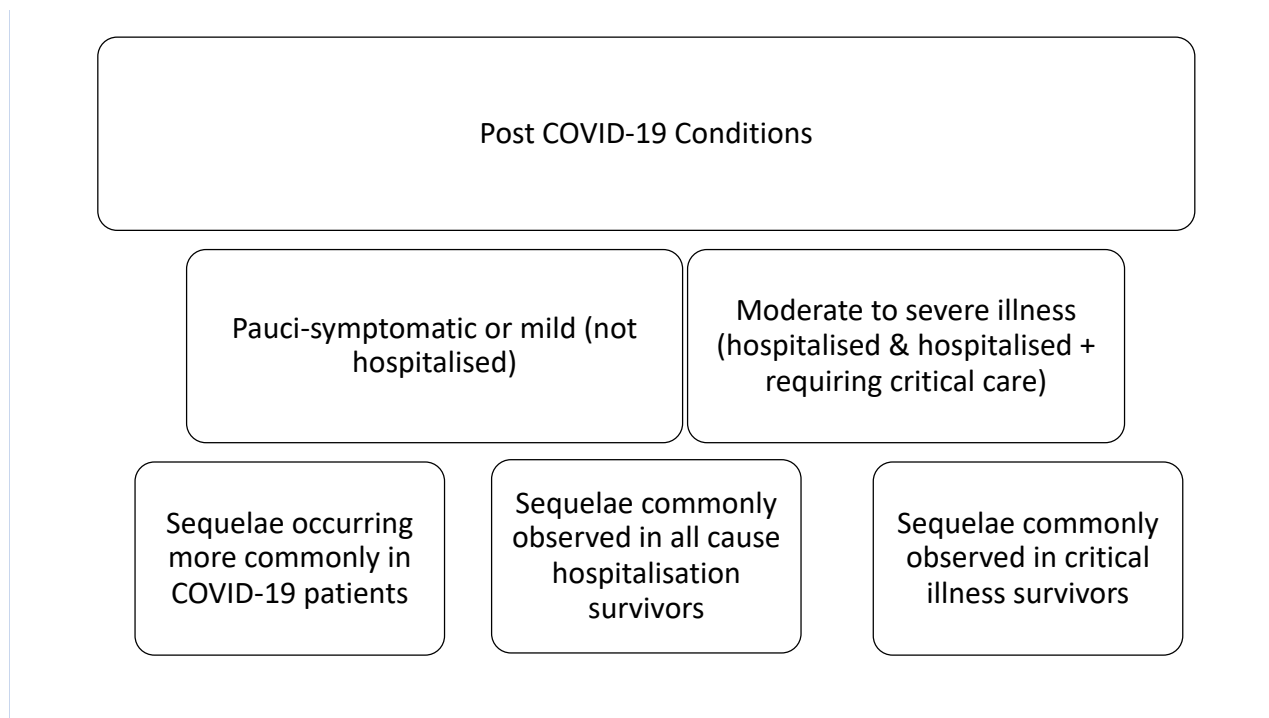 Post COVID-19 Conditions
Pauci-symptomatic or mild (not
hospitalised)
Moderate to severe illness
(hospitalised & hospitalised +
requiring critical care)
Sequelae occurring
more commonly in
COVID-19 patients
Sequelae commonly
observed in all cause
hospitalisation
survivors
Sequelae commonly
observed in critical
illness survivors